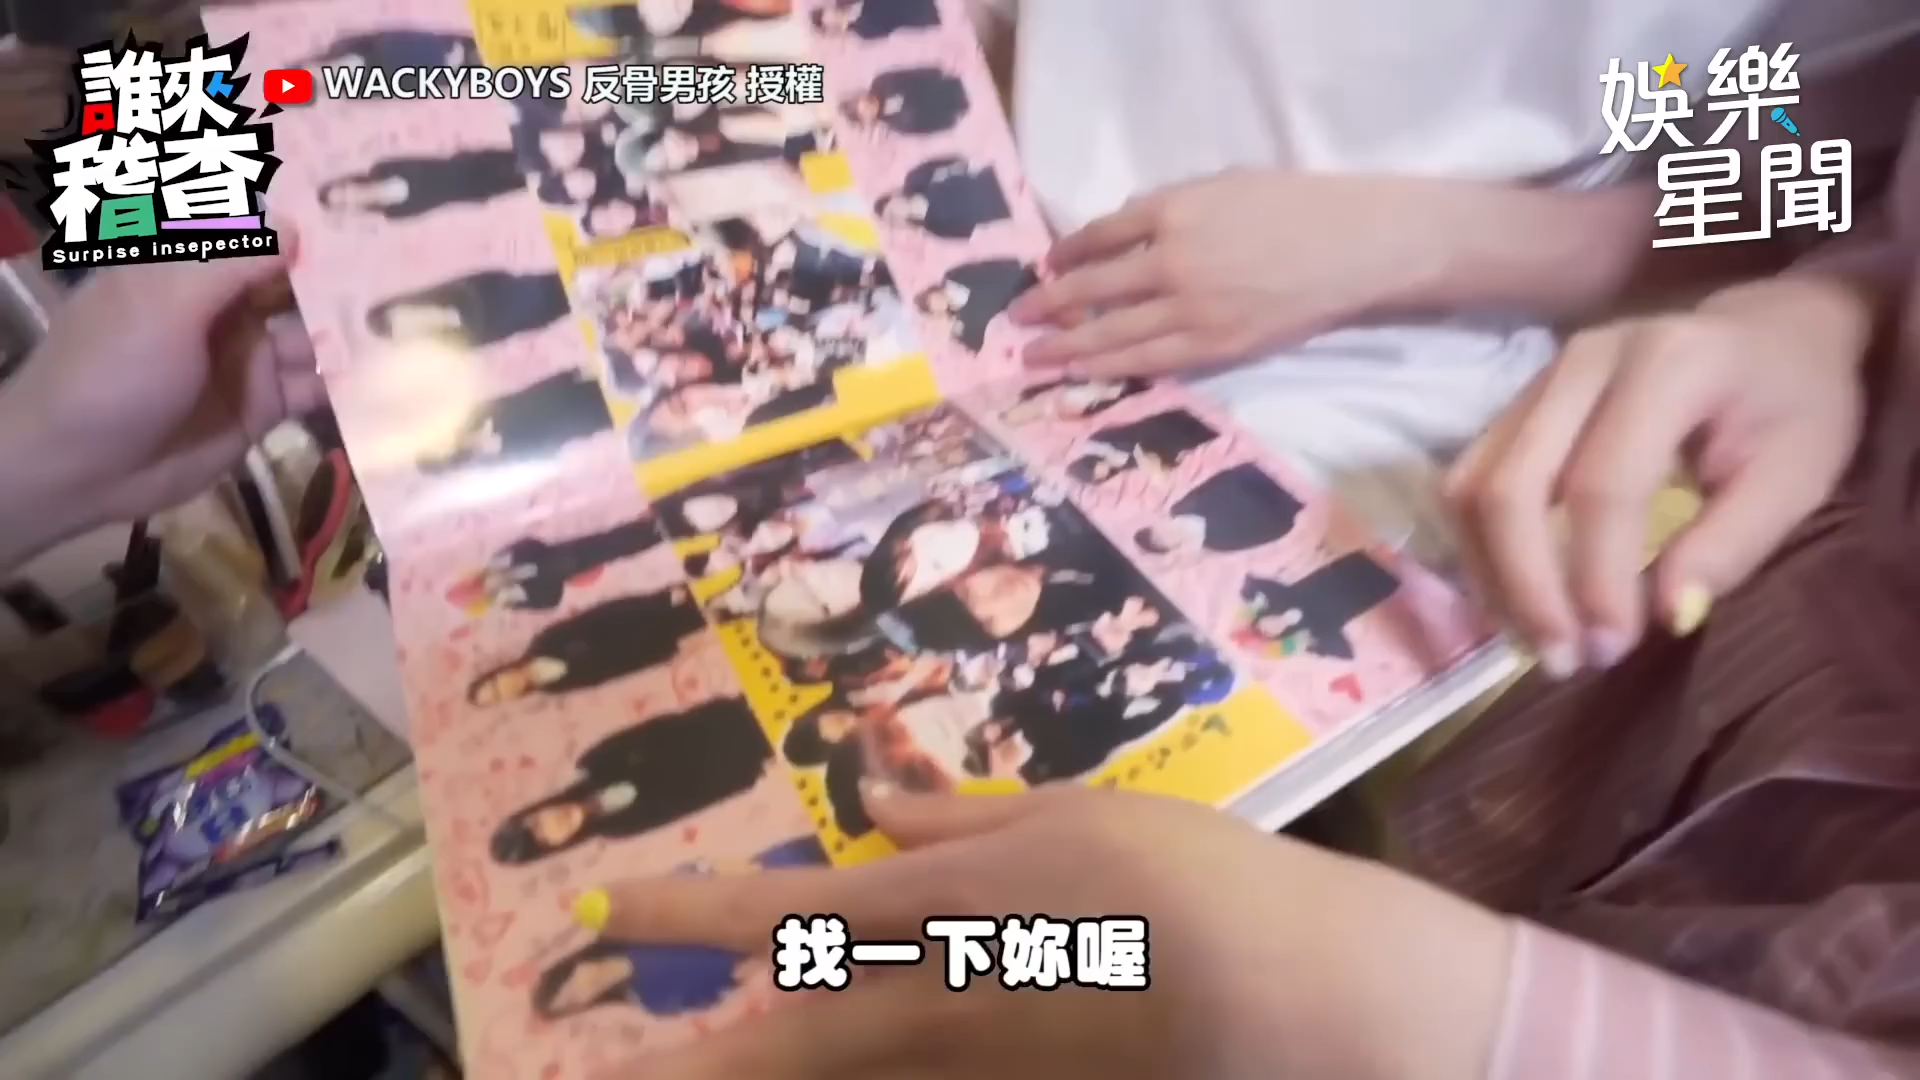 誰來
稽查
Surpise insepector
WACKYBOYS 反骨男孩 授權
娛樂
星聞
找一下妳喔